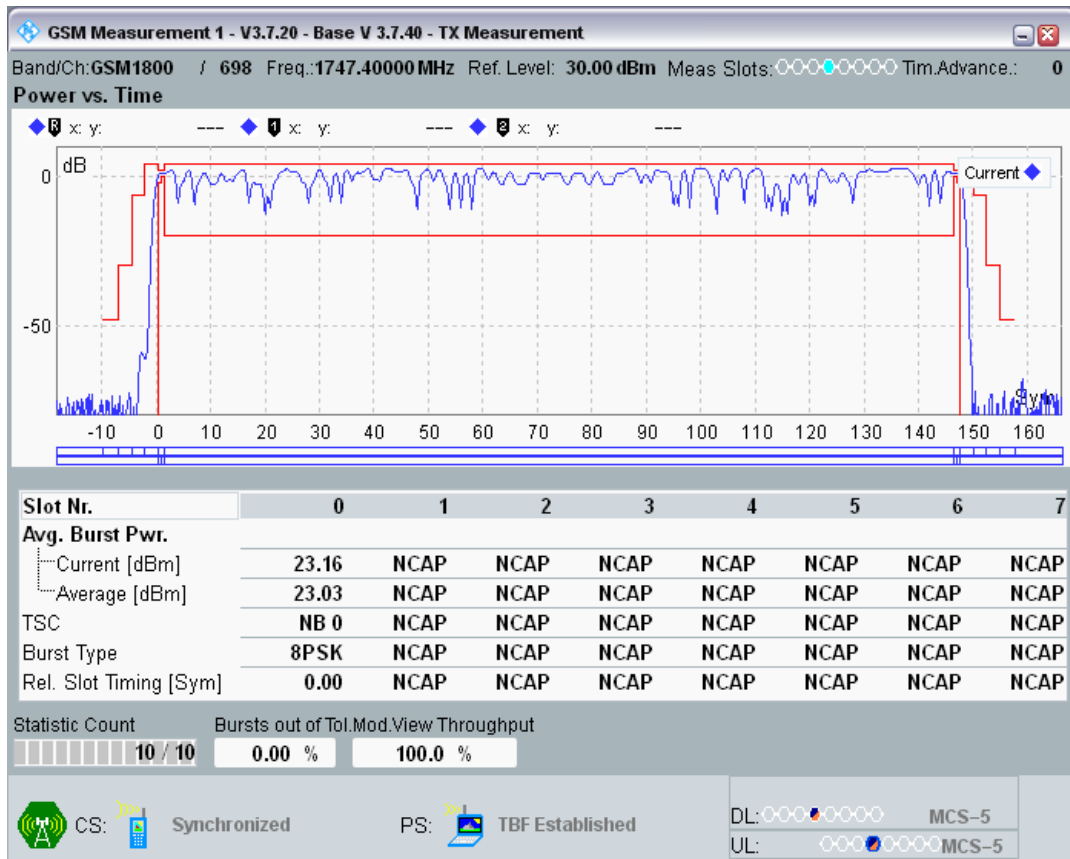 GSM Measurement 1 - V3.7.20 - Base V 3.7.40 - TX Measurement
Band/Ch:GSM1800 / 698 Freq.:1747.40000 MHz Ref. Level: 30.00 dBm Meas Slots: Tim.Advance.: 0
Power vs. Time
R x: y: --- 1 x: y: --- 2 x: y: ---
dB
Current
0
-50
Sym
-10 0 10 20 30 40 50 60 70 80 90 100 110 120 130 140 150 160
Slot Nr. 0 1 2 3 4 5 6 7
Avg. Burst Pwr.
Current [dBm] 23.16 NCAP NCAP NCAP NCAP NCAP NCAP NCAP
Average [dBm] 23.03 NCAP NCAP NCAP NCAP NCAP NCAP NCAP
TSC NB 0 NCAP NCAP NCAP NCAP NCAP NCAP NCAP
Burst Type 8PSK NCAP NCAP NCAP NCAP NCAP NCAP NCAP
Rel. Slot Timing [Sym] 0.00 NCAP NCAP NCAP NCAP NCAP NCAP NCAP
Statistic Count Bursts out of Tol.Mod.View Throughput
10 / 10 0.00 % 100.0 %
CS: Synchronized PS: TBF Established DL: MCS-5
UL: MCS-5